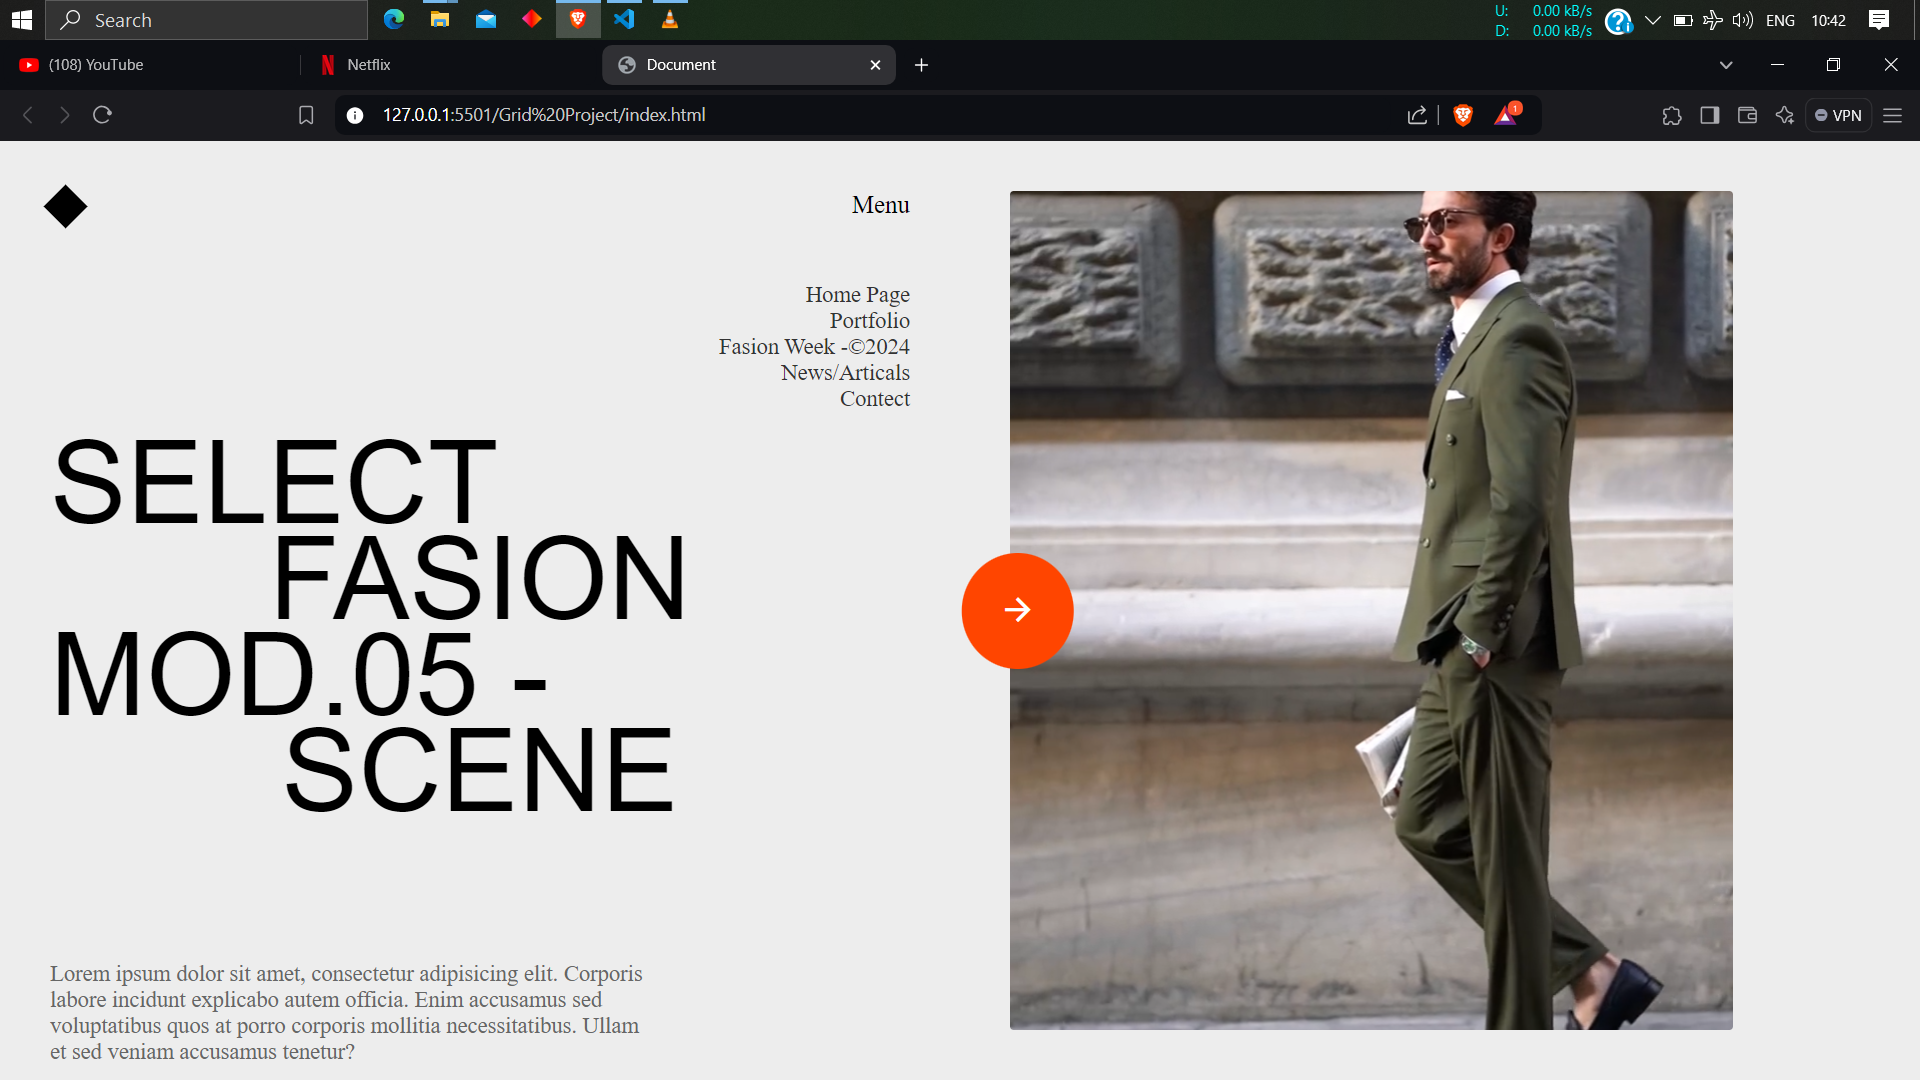 Search
U: 0.00 kB/s
D: 0.00 kB/s
ENG
10:42
(108) YouTube
Netflix
Document
127.0.0.1:5501/Grid%20Project/index.html
1
VPN
Menu
Home Page
Portfolio
Fasion Week -©2024
News/Articals
Contect
SELECT
FASION
MOD.05 -
SCENE
Lorem ipsum dolor sit amet, consectetur adipisicing elit. Corporis
labore incidunt explicabo autem officia. Enim accusamus sed
voluptatibus quos at porro corporis mollitia necessitatibus. Ullam
et sed veniam accusamus tenetur?